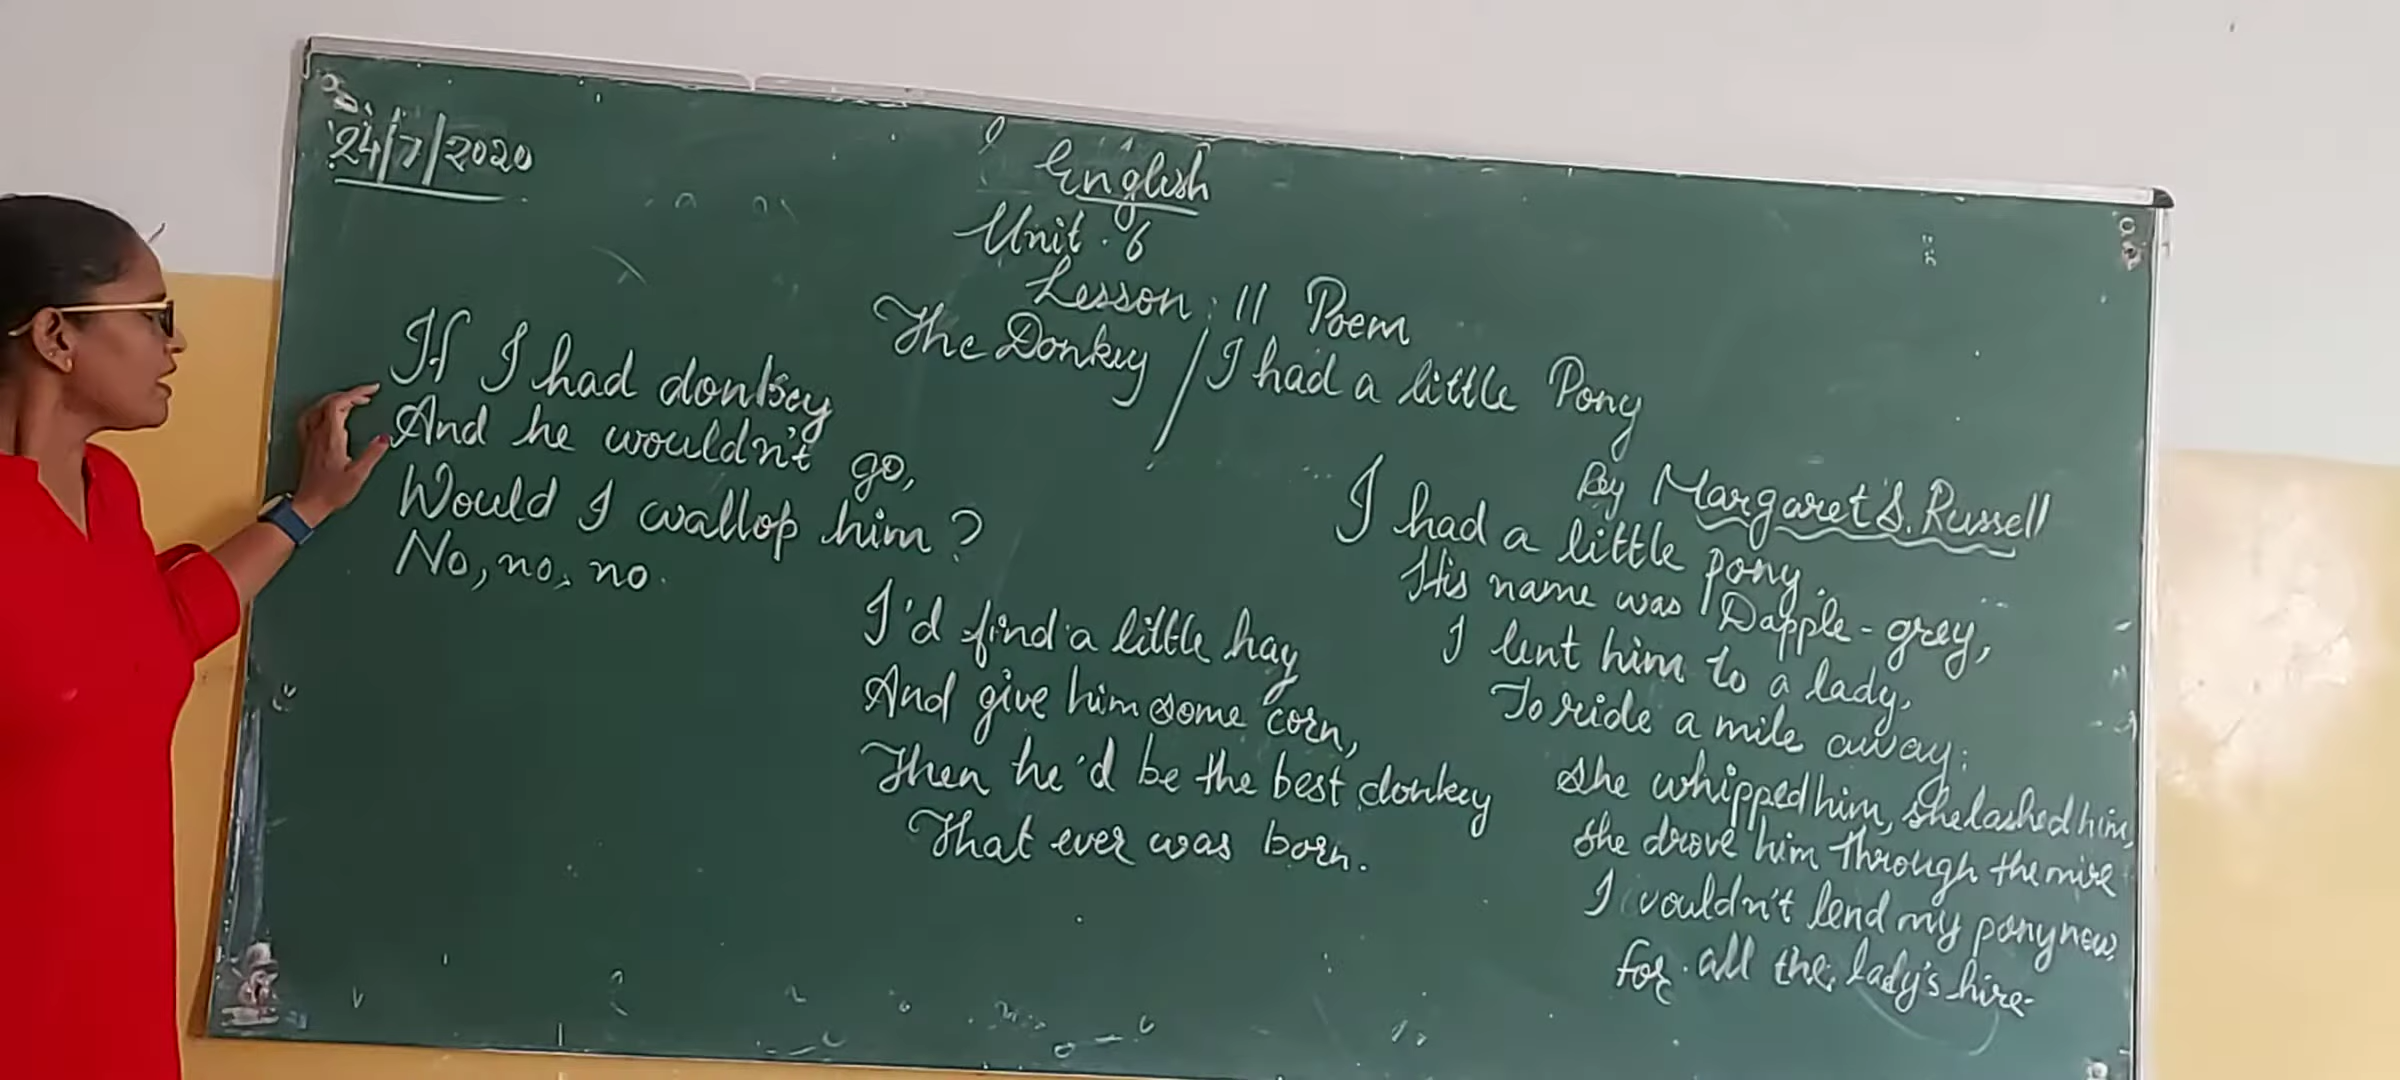 24/7/2020
English
Unit. 6
Lesson: 11 Poem
The Donkey / I had a little Pony
If I had donkey
And he wouldn't go,
Would I wallop him?
No, no, no.
I'd find a little hay
And give him some corn,
Then he'd be the best donkey
That ever was born.
By Margaret S. Russell
I had a little pony.
His name was Dapple-grey,
I lent him to a lady,
To ride a mile away:
She whipped him, she lashed him,
She drove him through the mire
I vouldn't lend my pony now,
for all the lady's hire.